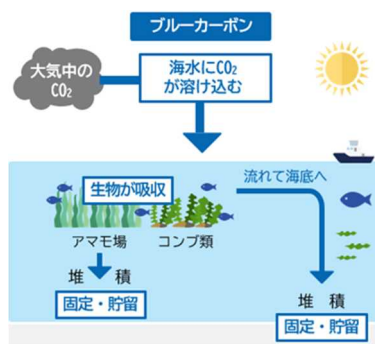 ブルーカーボン
大気中の
CO₂
海水にCO₂
が溶け込む
生物が吸収
流れて海底へ
アマモ場
コンブ類
堆 積
固定・貯留
堆 積
固定・貯留